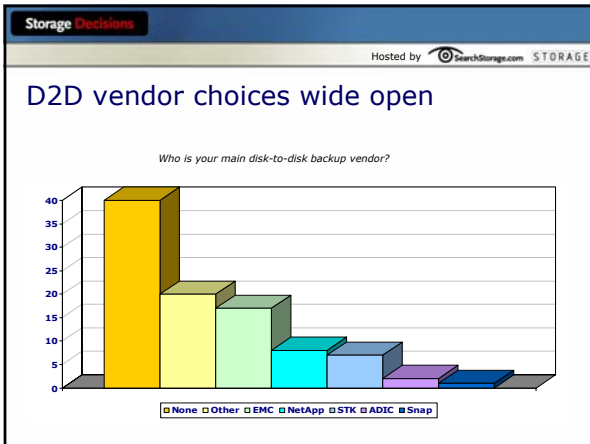 Storage Decisions
Hosted by SearchStorage.com STORAGE
D2D vendor choices wide open
Who is your main disk-to-disk backup vendor?
40
35
30
25
20
15
10
5
0
None Other EMC NetApp STK ADIC Snap